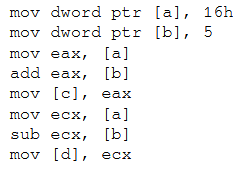 mov dword ptr [a], 16h
mov dword ptr [b], 5
mov eax, [a]
add eax, [b]
mov [c], eax
mov ecx, [a]
sub ecx, [b]
mov [d], ecx